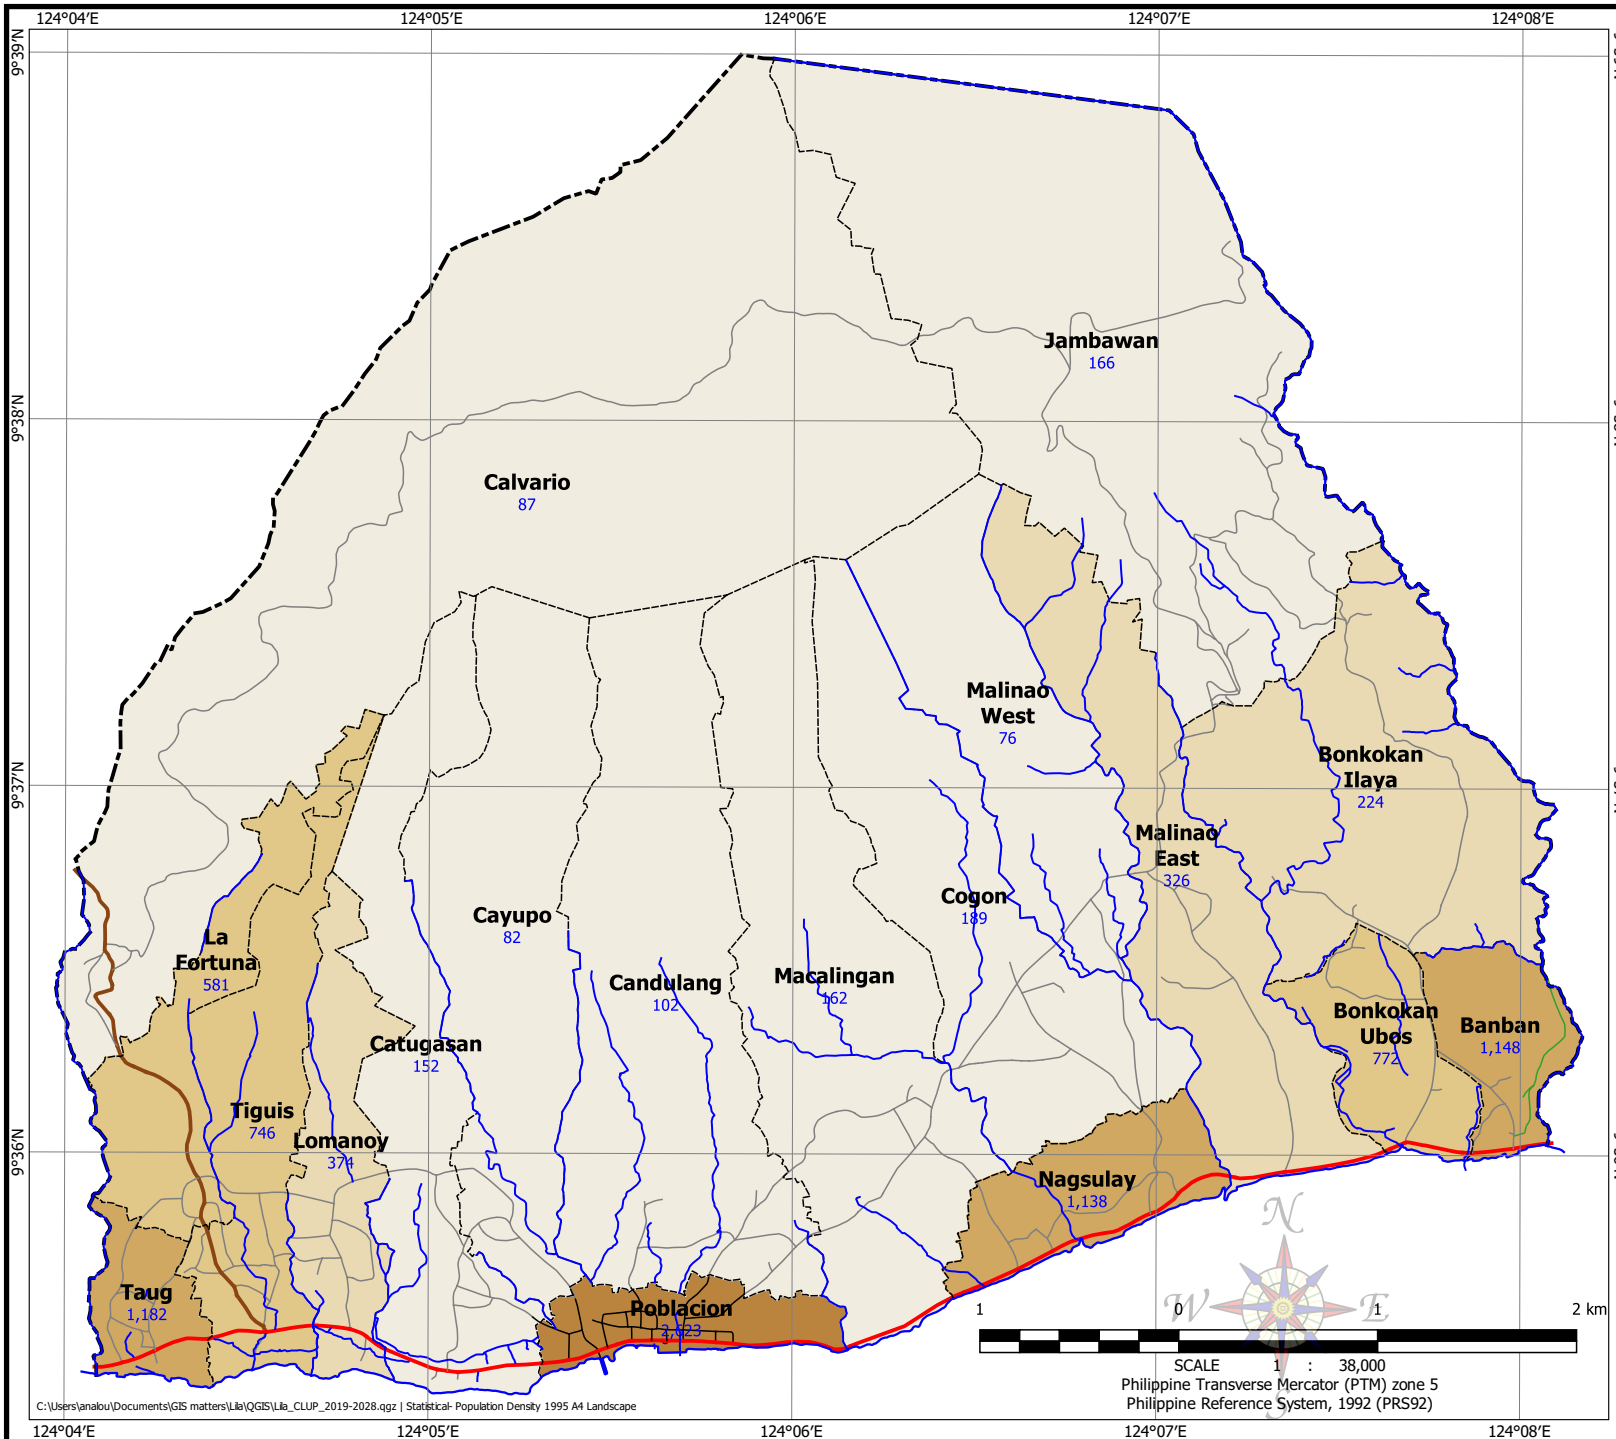 124°04'E 124°05'E 124°06'E 124°07'E 124°08'E
9°39'N
Jambawan
166
9°38'N
Calvario
87
Malinao
West
76
Bonkokan
Ilaya
224
9°37'N
Malinao
East
326
Cogon
189
Cayupo
82
La
Fortuna
581
Candulang
102
Macalingan
162
Bonkokan
Ubos
772
Banban
1,148
Catugasan
152
Tiguis
746
Lomanoy
374
9°36'N
Nagsulay
1,138
N
W
E
S
Taug
1,182
Poblacion
2,623
1 0 1 2 km
SCALE 1 : 38,000
Philippine Transverse Mercator (PTM) zone 5
Philippine Reference System, 1992 (PRS92)
C:\Users\analou\Documents\GIS matters\Lila\QGIS\Lila_CLUP_2019-2028.qgz | Statistical- Population Density 1995 A4 Landscape
124°04'E 124°05'E 124°06'E 124°07'E 124°08'E